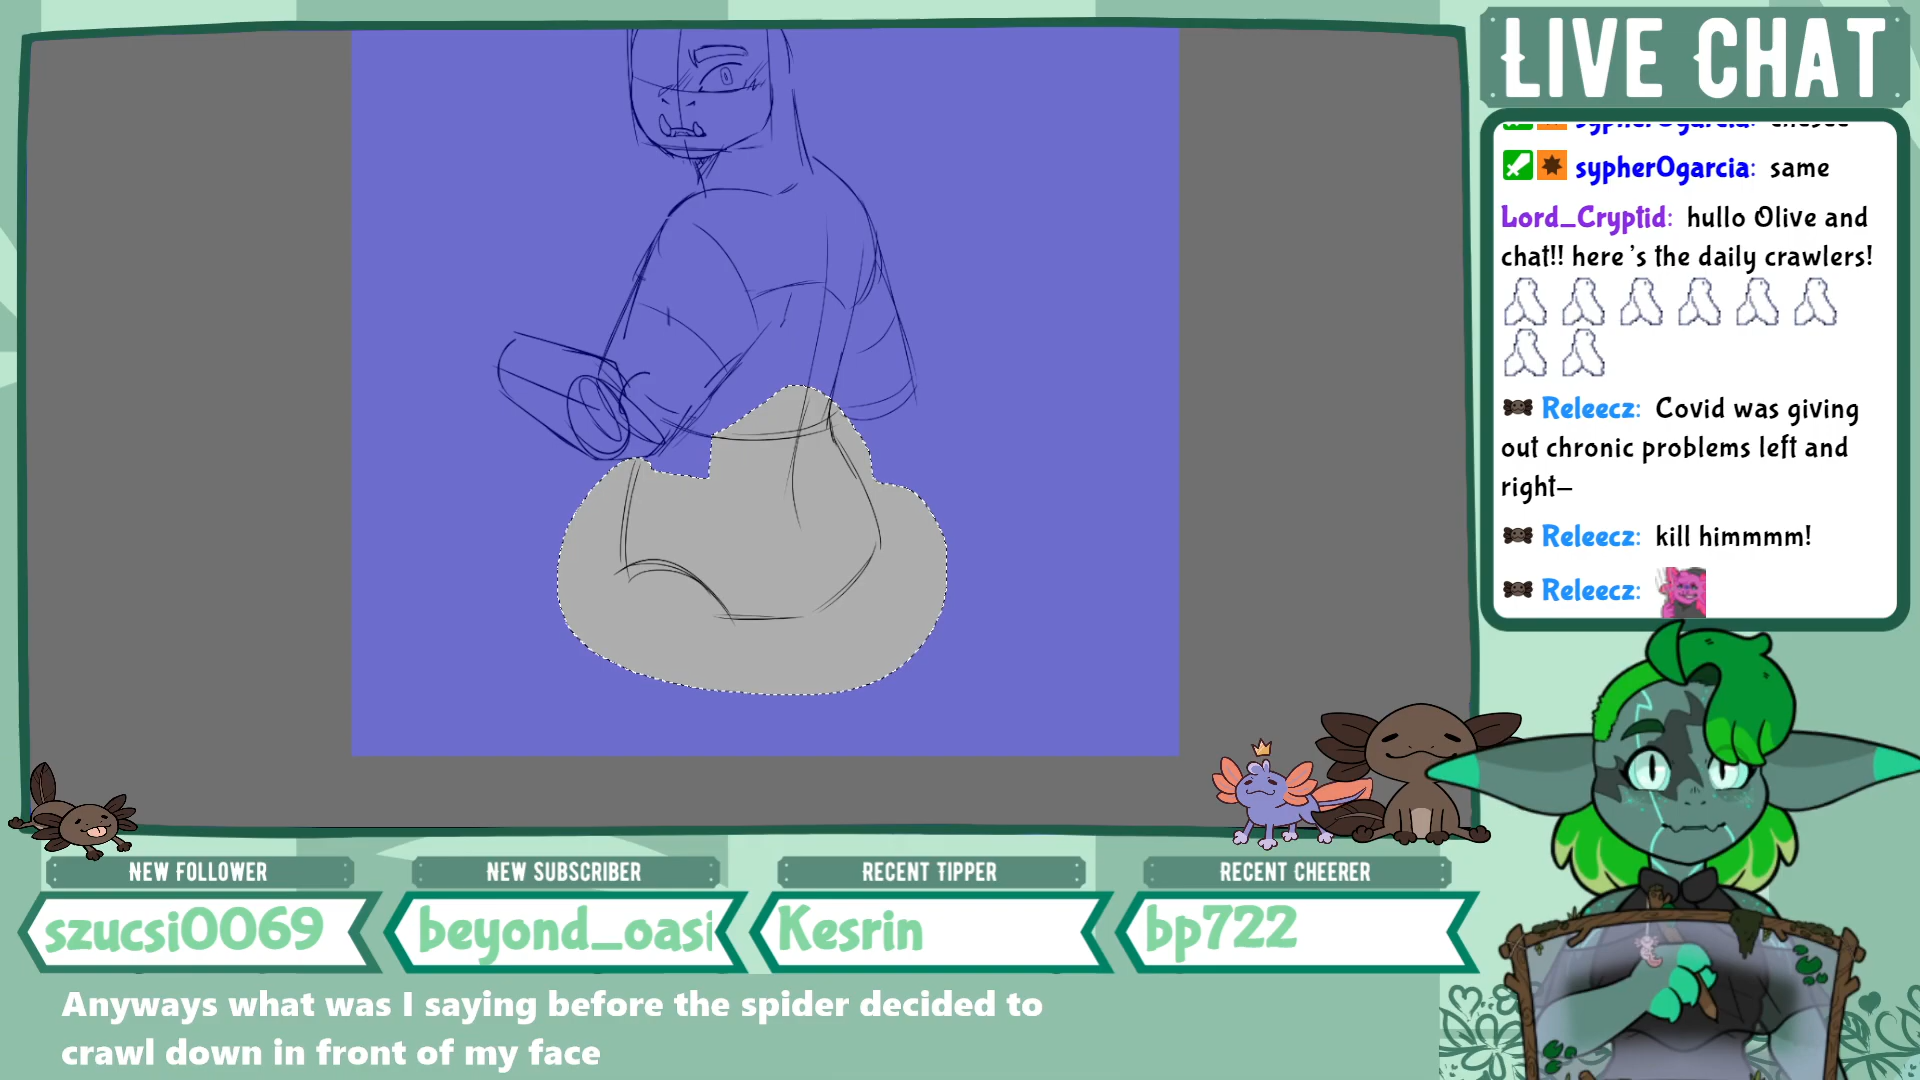 LIVE CHAT
sypherOgarcia: same
Lord_Cryptid: hullo Olive and
chat!! here's the daily crawlers!
Releecz: Covid was giving
out chronic problems left and
right-
Releecz: kill himmmm!
Releecz:
NEW FOLLOWER
NEW SUBSCRIBER
RECENT TIPPER
RECENT CHEERER
szucsi0069
beyond_oasi
Kesrin
bp722
Anyways what was I saying before the spider decided to
crawl down in front of my face